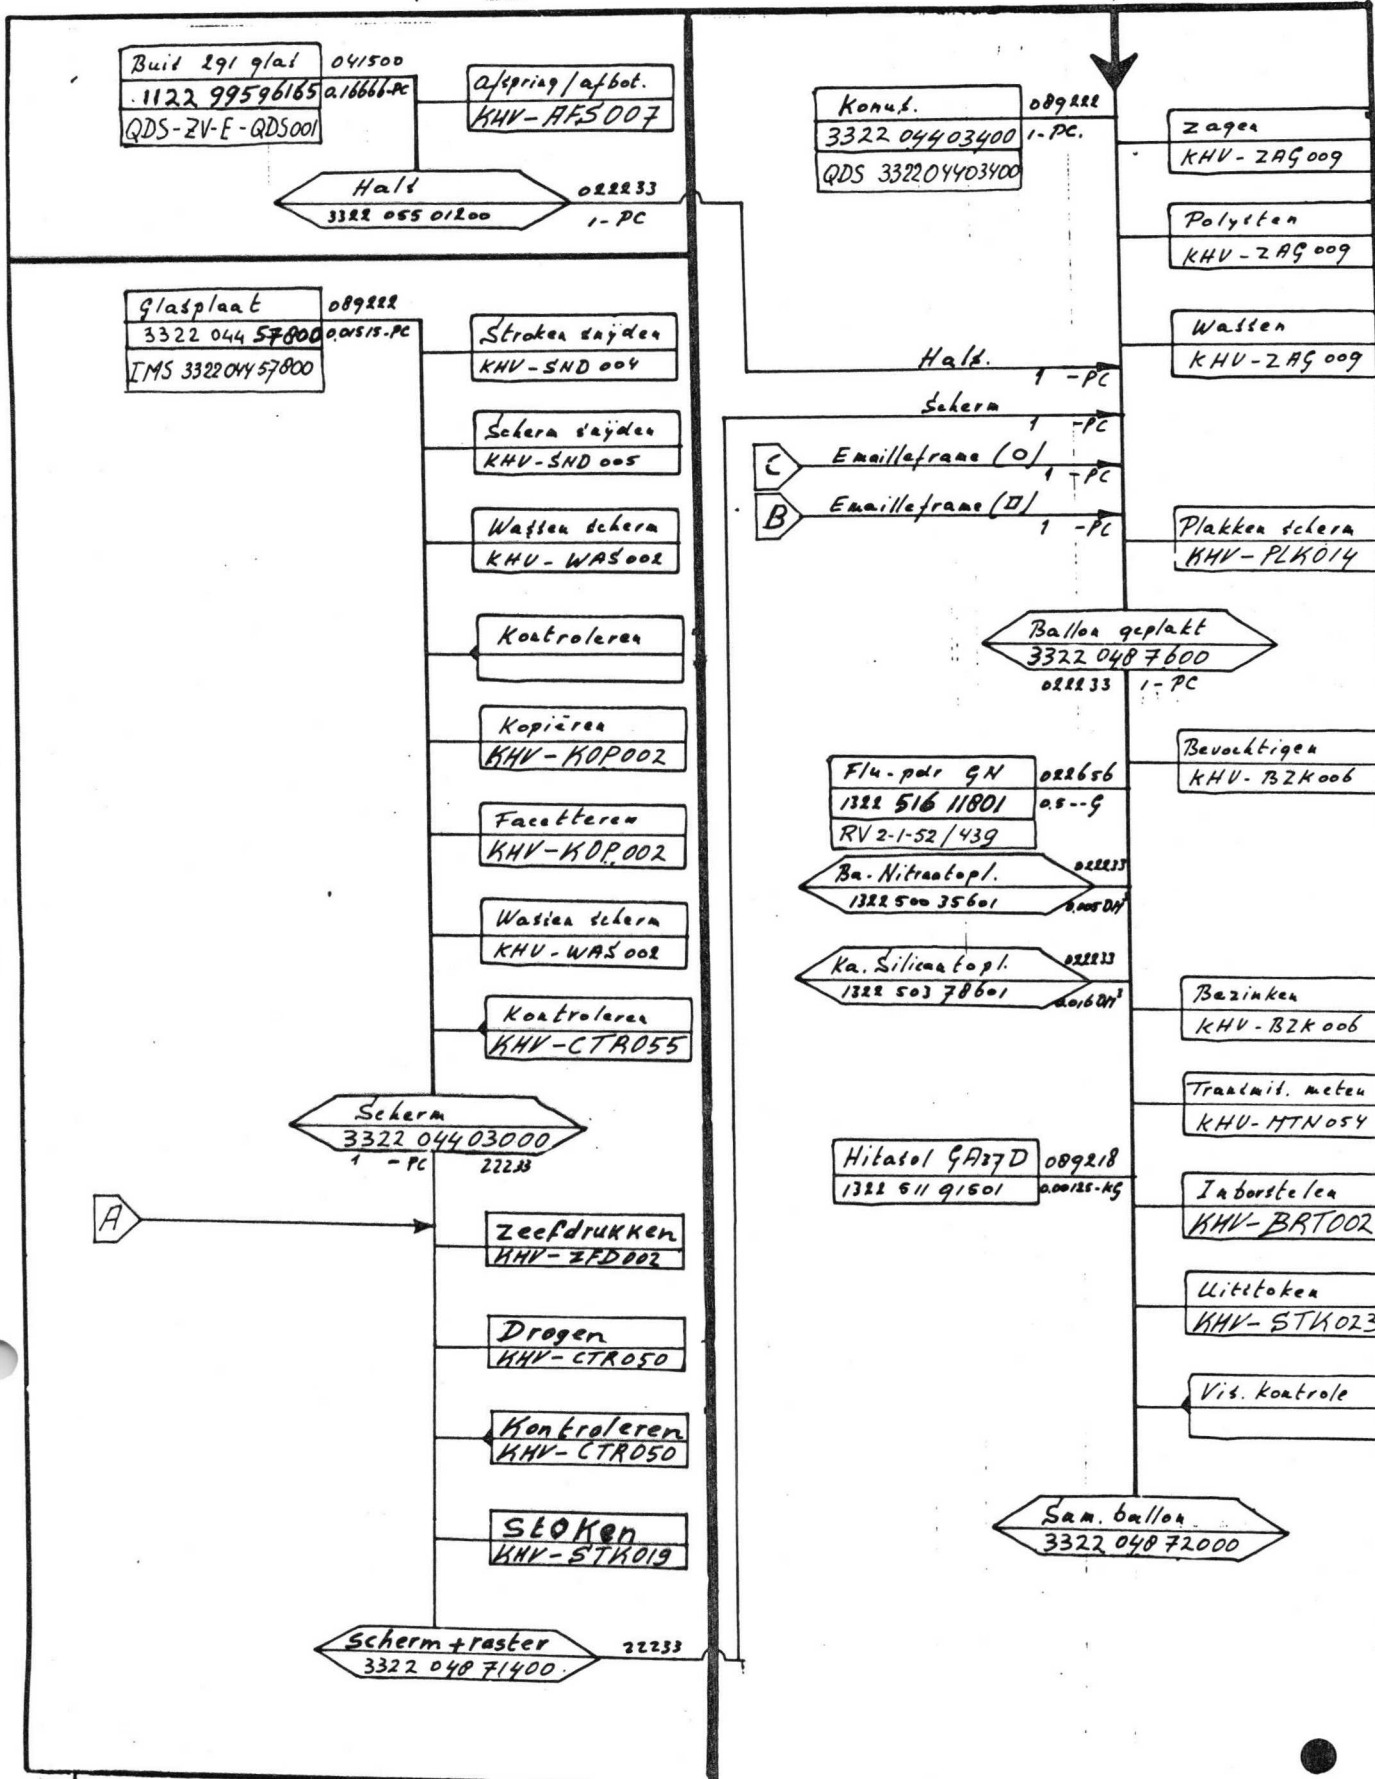 Buis 291 glas 041500
1122 99596165 0.16666-PC
QDS-ZV-E-QDS001
Afspring/afbot.
KHV-AFS007
Hals 022233
3322 055 01200 1-PC
Glasplaat 089222
3322 044 57800 0.01515-PC
IMS 3322044 57800
Stroken snijden
KHV-SND 004
Scherm snijden
KHV-SND 005
Wassen scherm
KHV-WAS002
Kontroleren
Kopiëren
KHV-KOP002
Facetteren
KHV-KOP002
Wassen scherm
KHV-WAS002
Kontroleren
KHV-CTR055
Scherm
3322 044 03000
1 -PC 22233
A
Zeefdrukken
KHV-ZFD002
Drogen
KHV-CTR050
Kontroleren
KHV-CTR050
Stoken
KHV-STK019
Scherm + raster 22233
3322 048 71400
Konus. 089222
3322 04403400 1-PC.
QDS 332204403400
Zagen
KHV-ZAG009
Polysten
KHV-ZAG009
Wassen
KHV-ZAG009
Hals.
1 -PC
Scherm
1 -PC
C Emailleframe (O)
1 -PC
B Emailleframe (□)
1 -PC
Plakken scherm
KHV-PLK014
Ballon geplakt
3322 048 7600
022233 1-PC
Bevochtigen
KHV-BZK006
Flu-pdr GN 022656
1322 516 11801 0.5--G
RV 2-1-52/439
Ba-Nitraatopl. 022233
1322 500 35601 0.005DM³
Ka. Silicaatopl. 022233
1322 503 78601 0.016DM³
Bezinken
KHV-BZK006
Transmis. meten
KHV-MTN054
Hitasol GA37D 089218
1322 511 91501 0.00125-KG
Inborstelen
KHV-BRT002
Uitstoken
KHV-STK023
Vis. kontrole
Sam. ballon
3322 048 72000